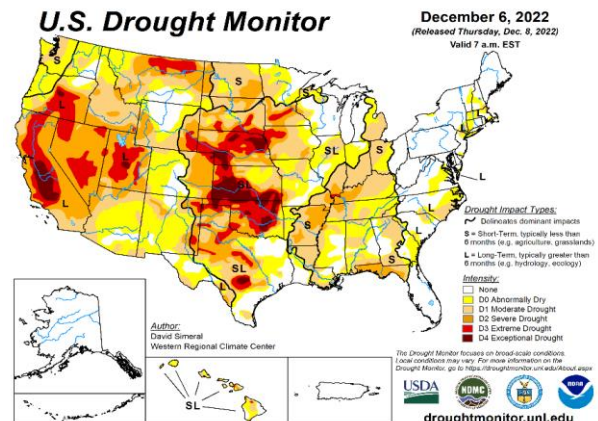 U.S. Drought Monitor
December 6, 2022
(Released Thursday, Dec. 8, 2022)
Valid 7 a.m. EST
S
L
S
S
L
S
SL
S
L
L
SL
S
S
S
SL
L
S
L
L
Drought Impact Types:
Delineates dominant impacts
S = Short-Term, typically less than
6 months (e.g. agriculture, grasslands)
L = Long-Term, typically greater than
6 months (e.g. hydrology, ecology)
Intensity:
None
D0 Abnormally Dry
D1 Moderate Drought
D2 Severe Drought
D3 Extreme Drought
D4 Exceptional Drought
Author:
David Simeral
Western Regional Climate Center
SL
The Drought Monitor focuses on broad-scale conditions.
Local conditions may vary. For more information on the
Drought Monitor, go to https://droughtmonitor.unl.edu/About.aspx
USDA
NDMC
NOAA
droughtmonitor.unl.edu